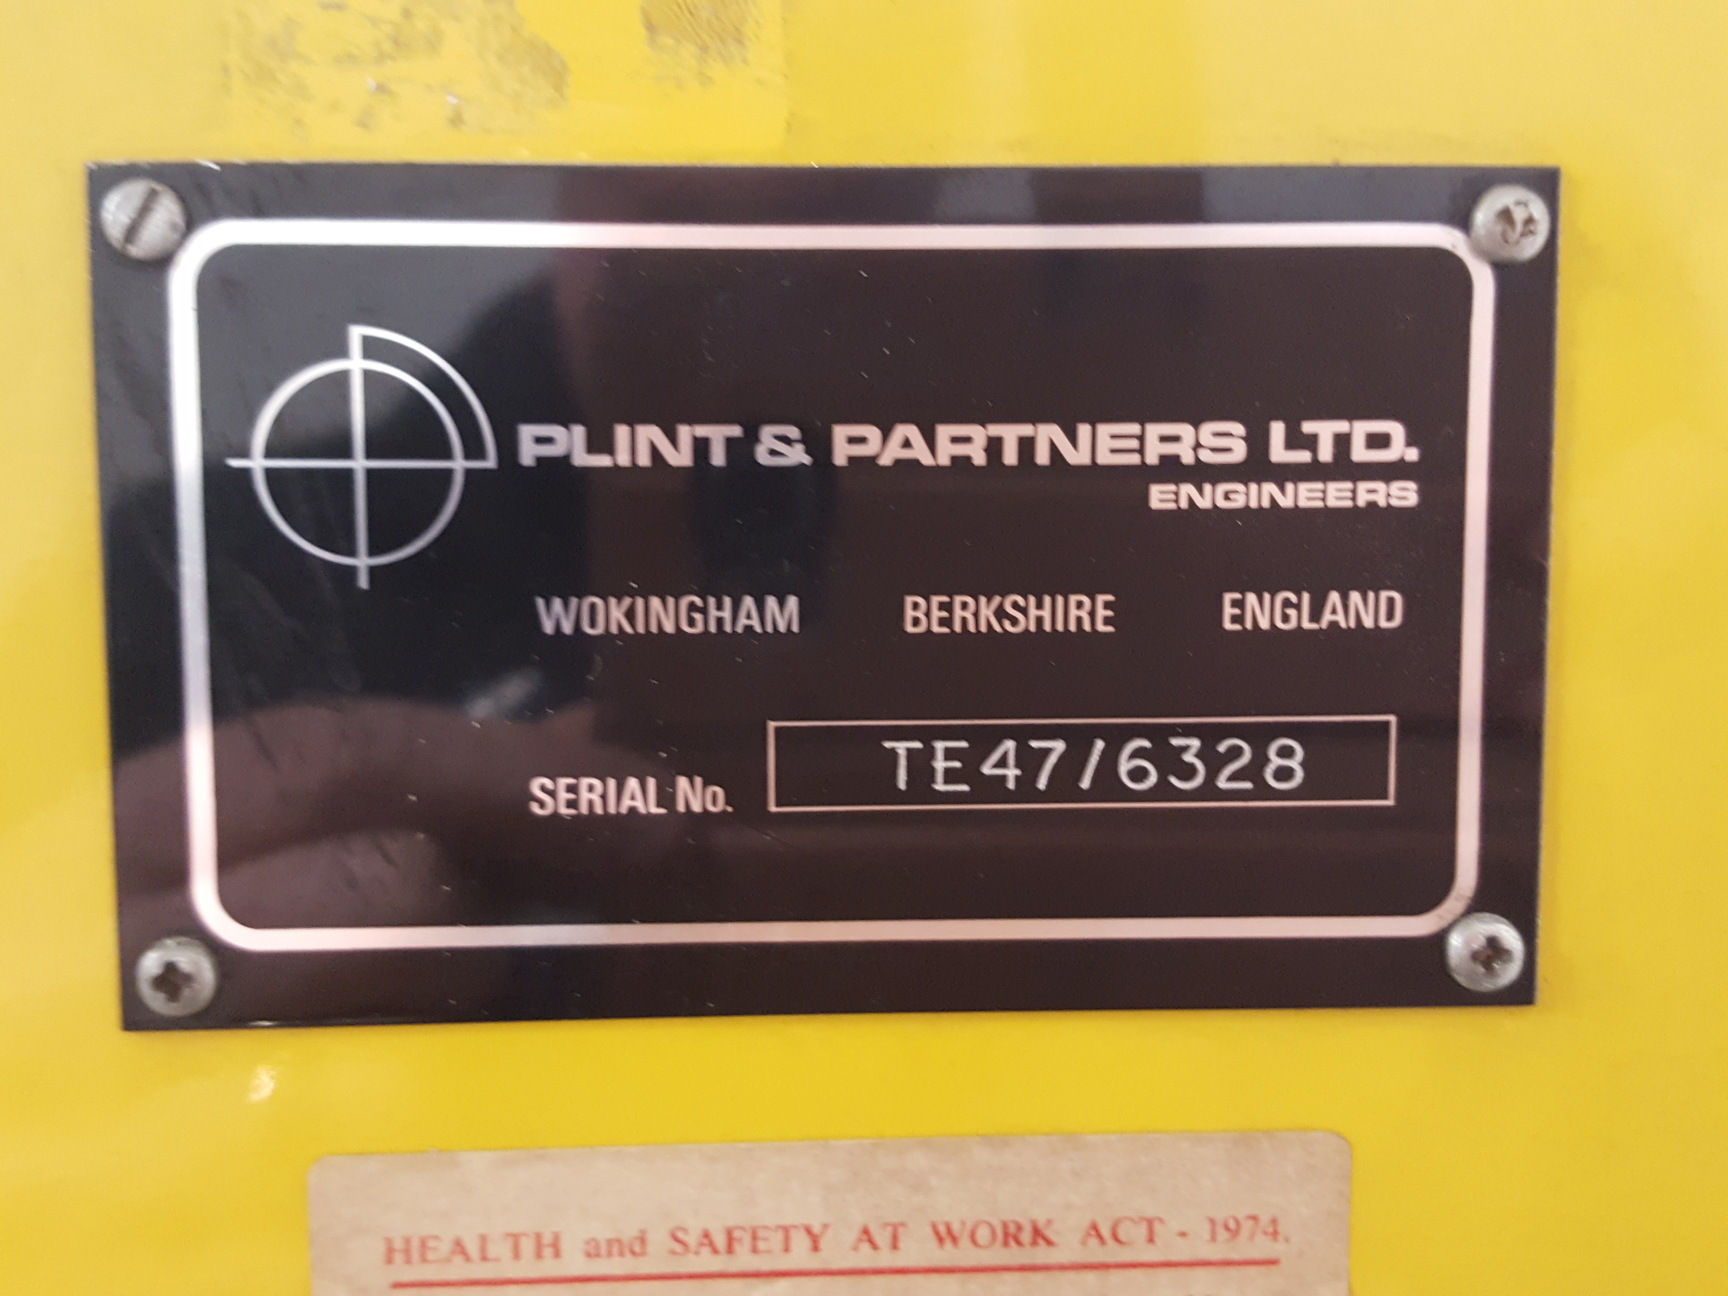 PLINT & PARTNERS LTD.
ENGINEERS
WOKINGHAM BERKSHIRE ENGLAND
SERIAL No. TE47/6328
HEALTH and SAFETY AT WORK ACT - 1974.